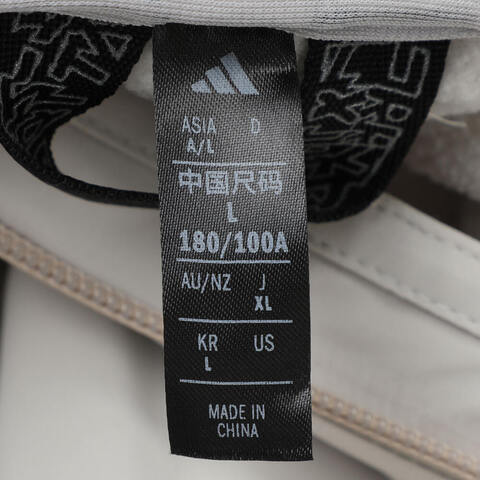 ASIA D
A/L
中国尺码
L
180/100A
AU/NZ J
XL
KR US
L
MADE IN
CHINA